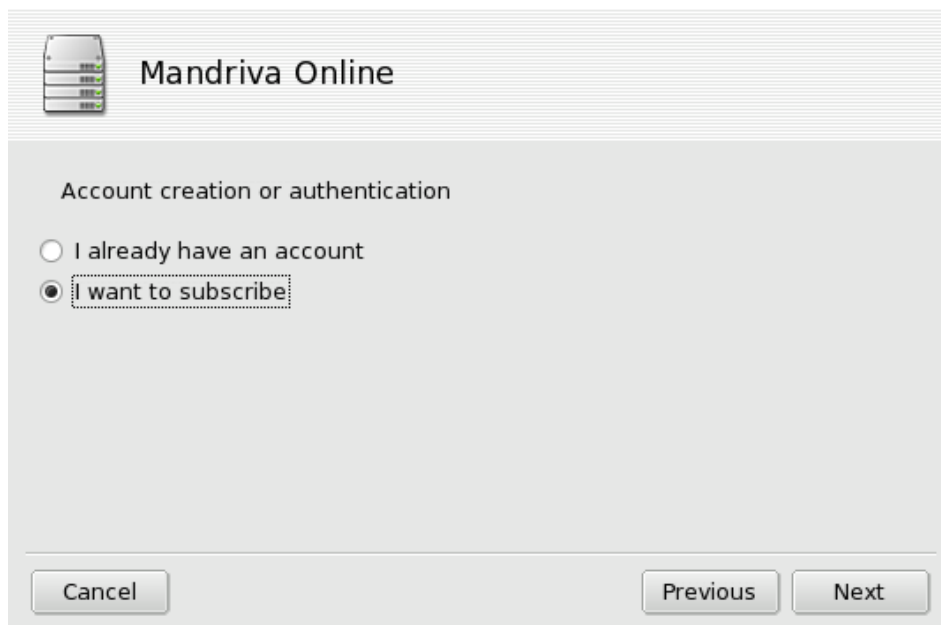 Mandriva Online
Account creation or authentication
I already have an account
I want to subscribe
Cancel
Previous
Next